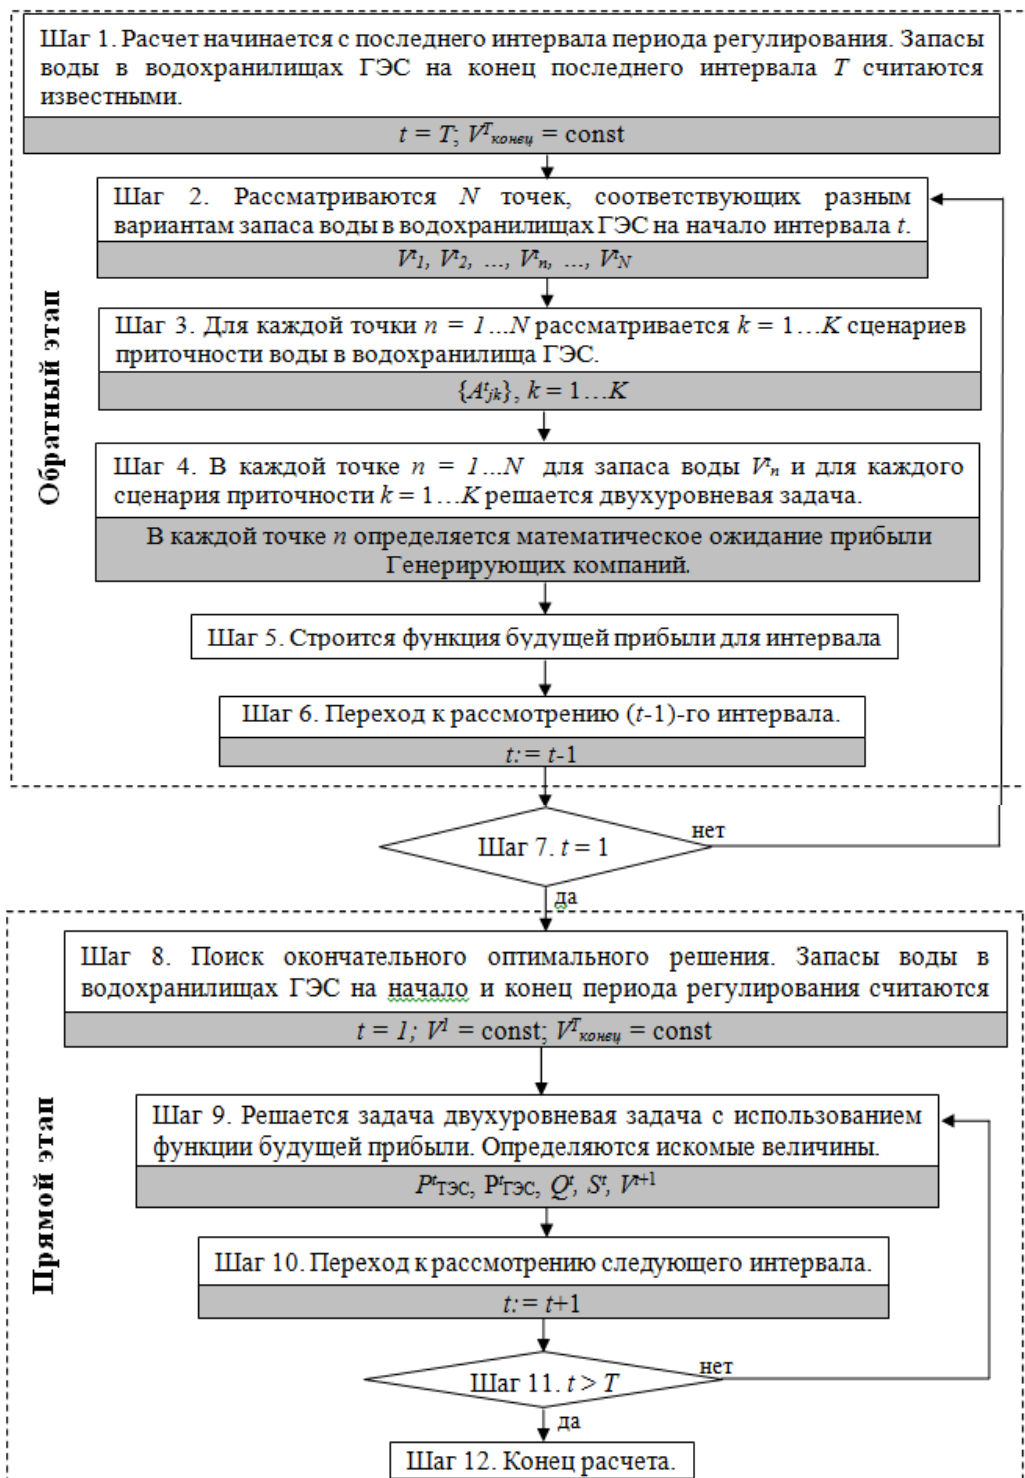 Шаг 1. Расчет начинается с последнего интервала периода регулирования. Запасы
воды в водохранилищах ГЭС на конец последнего интервала T считаются
известными.
t = T; V^T_конец = const
Шаг 2. Рассматриваются N точек, соответствующих разным
вариантам запаса воды в водохранилищах ГЭС на начало интервала t.
V^t_1, V^t_2, ..., V^t_n, ..., V^t_N
Шаг 3. Для каждой точки n = 1…N рассматривается k = 1…K сценариев
приточности воды в водохранилища ГЭС.
{A^t_jk}, k = 1…K
Обратный этап
Шаг 4. В каждой точке n = 1…N для запаса воды V^t_n и для каждого
сценария приточности k = 1…K решается двухуровневая задача.
В каждой точке n определяется математическое ожидание прибыли
Генерирующих компаний.
Шаг 5. Строится функция будущей прибыли для интервала
Шаг 6. Переход к рассмотрению (t-1)-го интервала.
t:= t-1
Шаг 7. t = 1
нет
да
Шаг 8. Поиск окончательного оптимального решения. Запасы воды в
водохранилищах ГЭС на начало и конец периода регулирования считаются
t = 1; V^1 = const; V^T_конец = const
Прямой этап
Шаг 9. Решается задача двухуровневая задача с использованием
функции будущей прибыли. Определяются искомые величины.
P^t_ТЭС, P^t_ГЭС, Q^t, S^t, V^t+1
Шаг 10. Переход к рассмотрению следующего интервала.
t:= t+1
Шаг 11. t > T
нет
да
Шаг 12. Конец расчета.